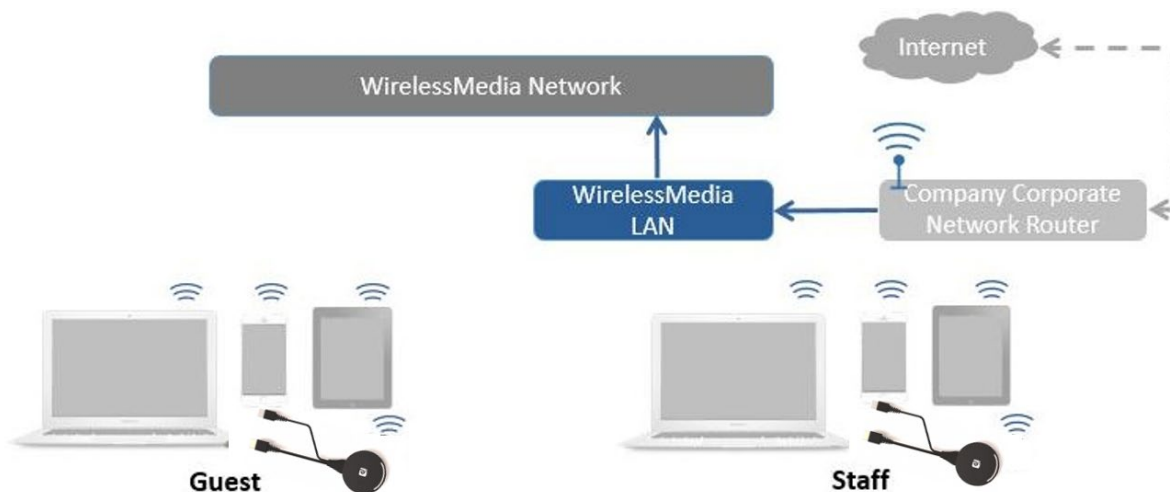 Internet
WirelessMedia Network
WirelessMedia
LAN
Company Corporate
Network Router
Guest
Staff